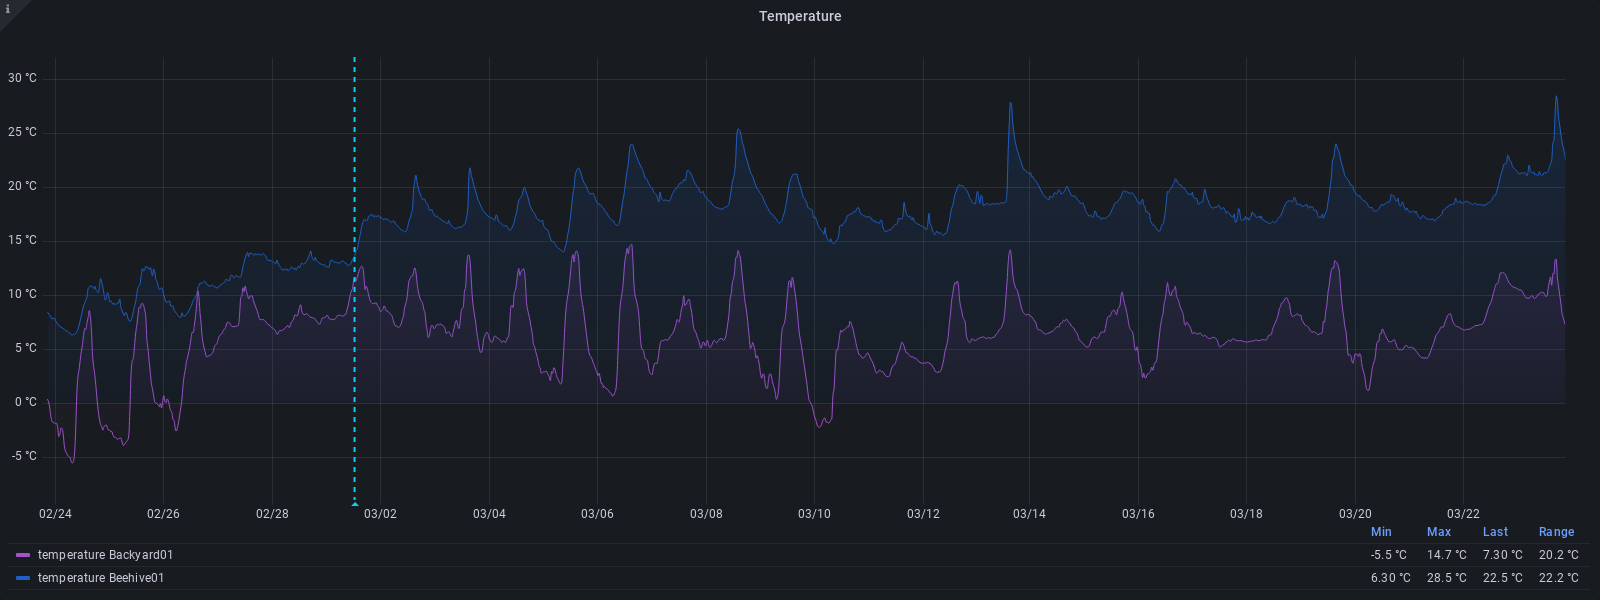 i
Temperature
30 °C
25 °C
20 °C
15 °C
10 °C
5 °C
0 °C
-5 °C
02/24 02/26 02/28 03/02 03/04 03/06 03/08 03/10 03/12 03/14 03/16 03/18 03/20 03/22
Min Max Last Range
temperature Backyard01 -5.5 °C 14.7 °C 7.30 °C 20.2 °C
temperature Beehive01 6.30 °C 28.5 °C 22.5 °C 22.2 °C